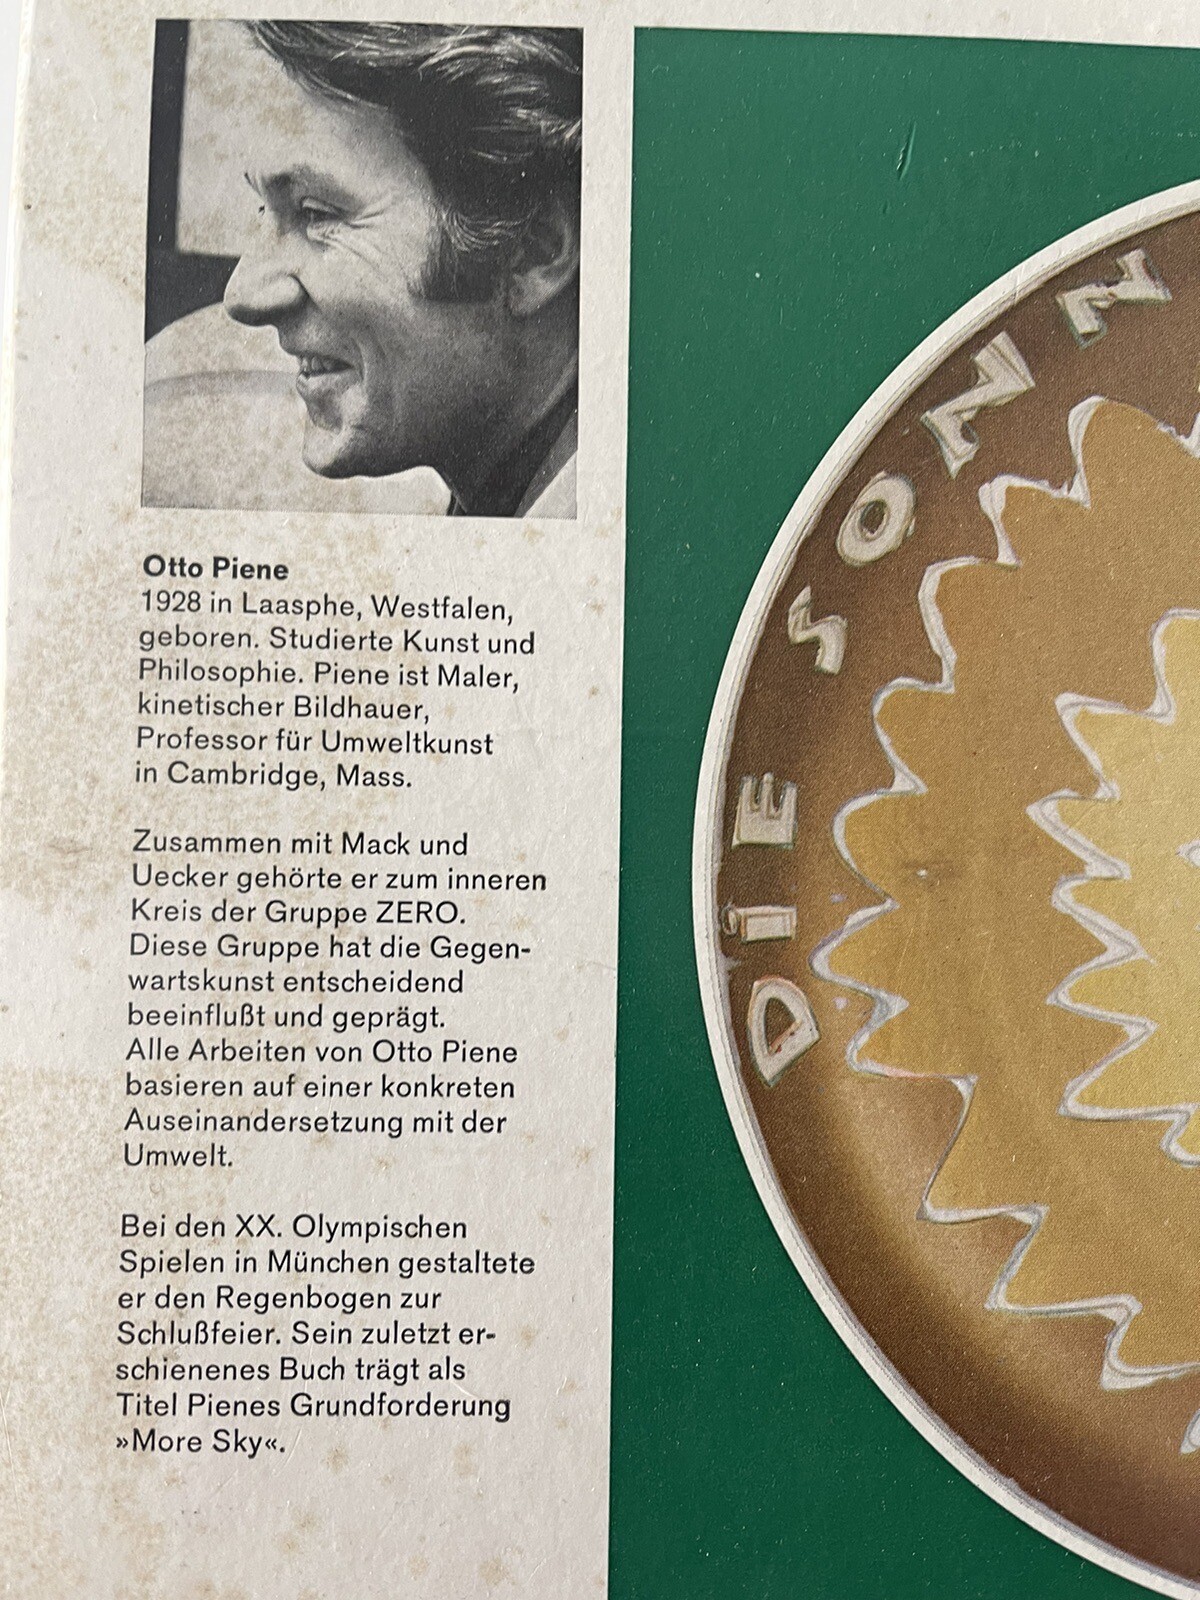 Otto Piene
1928 in Laasphe, Westfalen,
geboren. Studierte Kunst und
Philosophie. Piene ist Maler,
kinetischer Bildhauer,
Professor für Umweltkunst
in Cambridge, Mass.
Zusammen mit Mack und
Uecker gehörte er zum inneren
Kreis der Gruppe ZERO.
Diese Gruppe hat die Gegen-
wartskunst entscheidend
beeinflußt und geprägt.
Alle Arbeiten von Otto Piene
basieren auf einer konkreten
Auseinandersetzung mit der
Umwelt.
Bei den XX. Olympischen
Spielen in München gestaltete
er den Regenbogen zur
Schlußfeier. Sein zuletzt er-
schienenes Buch trägt als
Titel Pienes Grundforderung
»More Sky«.
DiE SONN